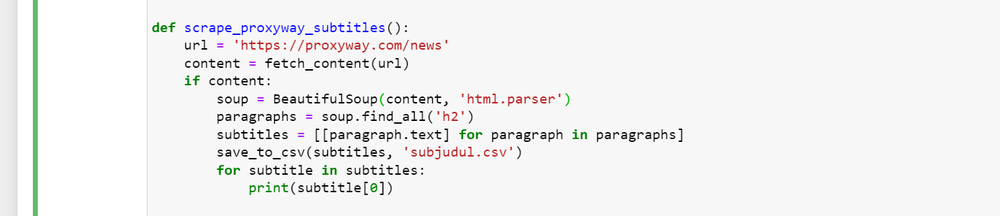 def scrape_proxyway_subtitles():
    url = 'https://proxyway.com/news'
    content = fetch_content(url)
    if content:
        soup = BeautifulSoup(content, 'html.parser')
        paragraphs = soup.find_all('h2')
        subtitles = [[paragraph.text] for paragraph in paragraphs]
        save_to_csv(subtitles, 'subjudul.csv')
        for subtitle in subtitles:
            print(subtitle[0])